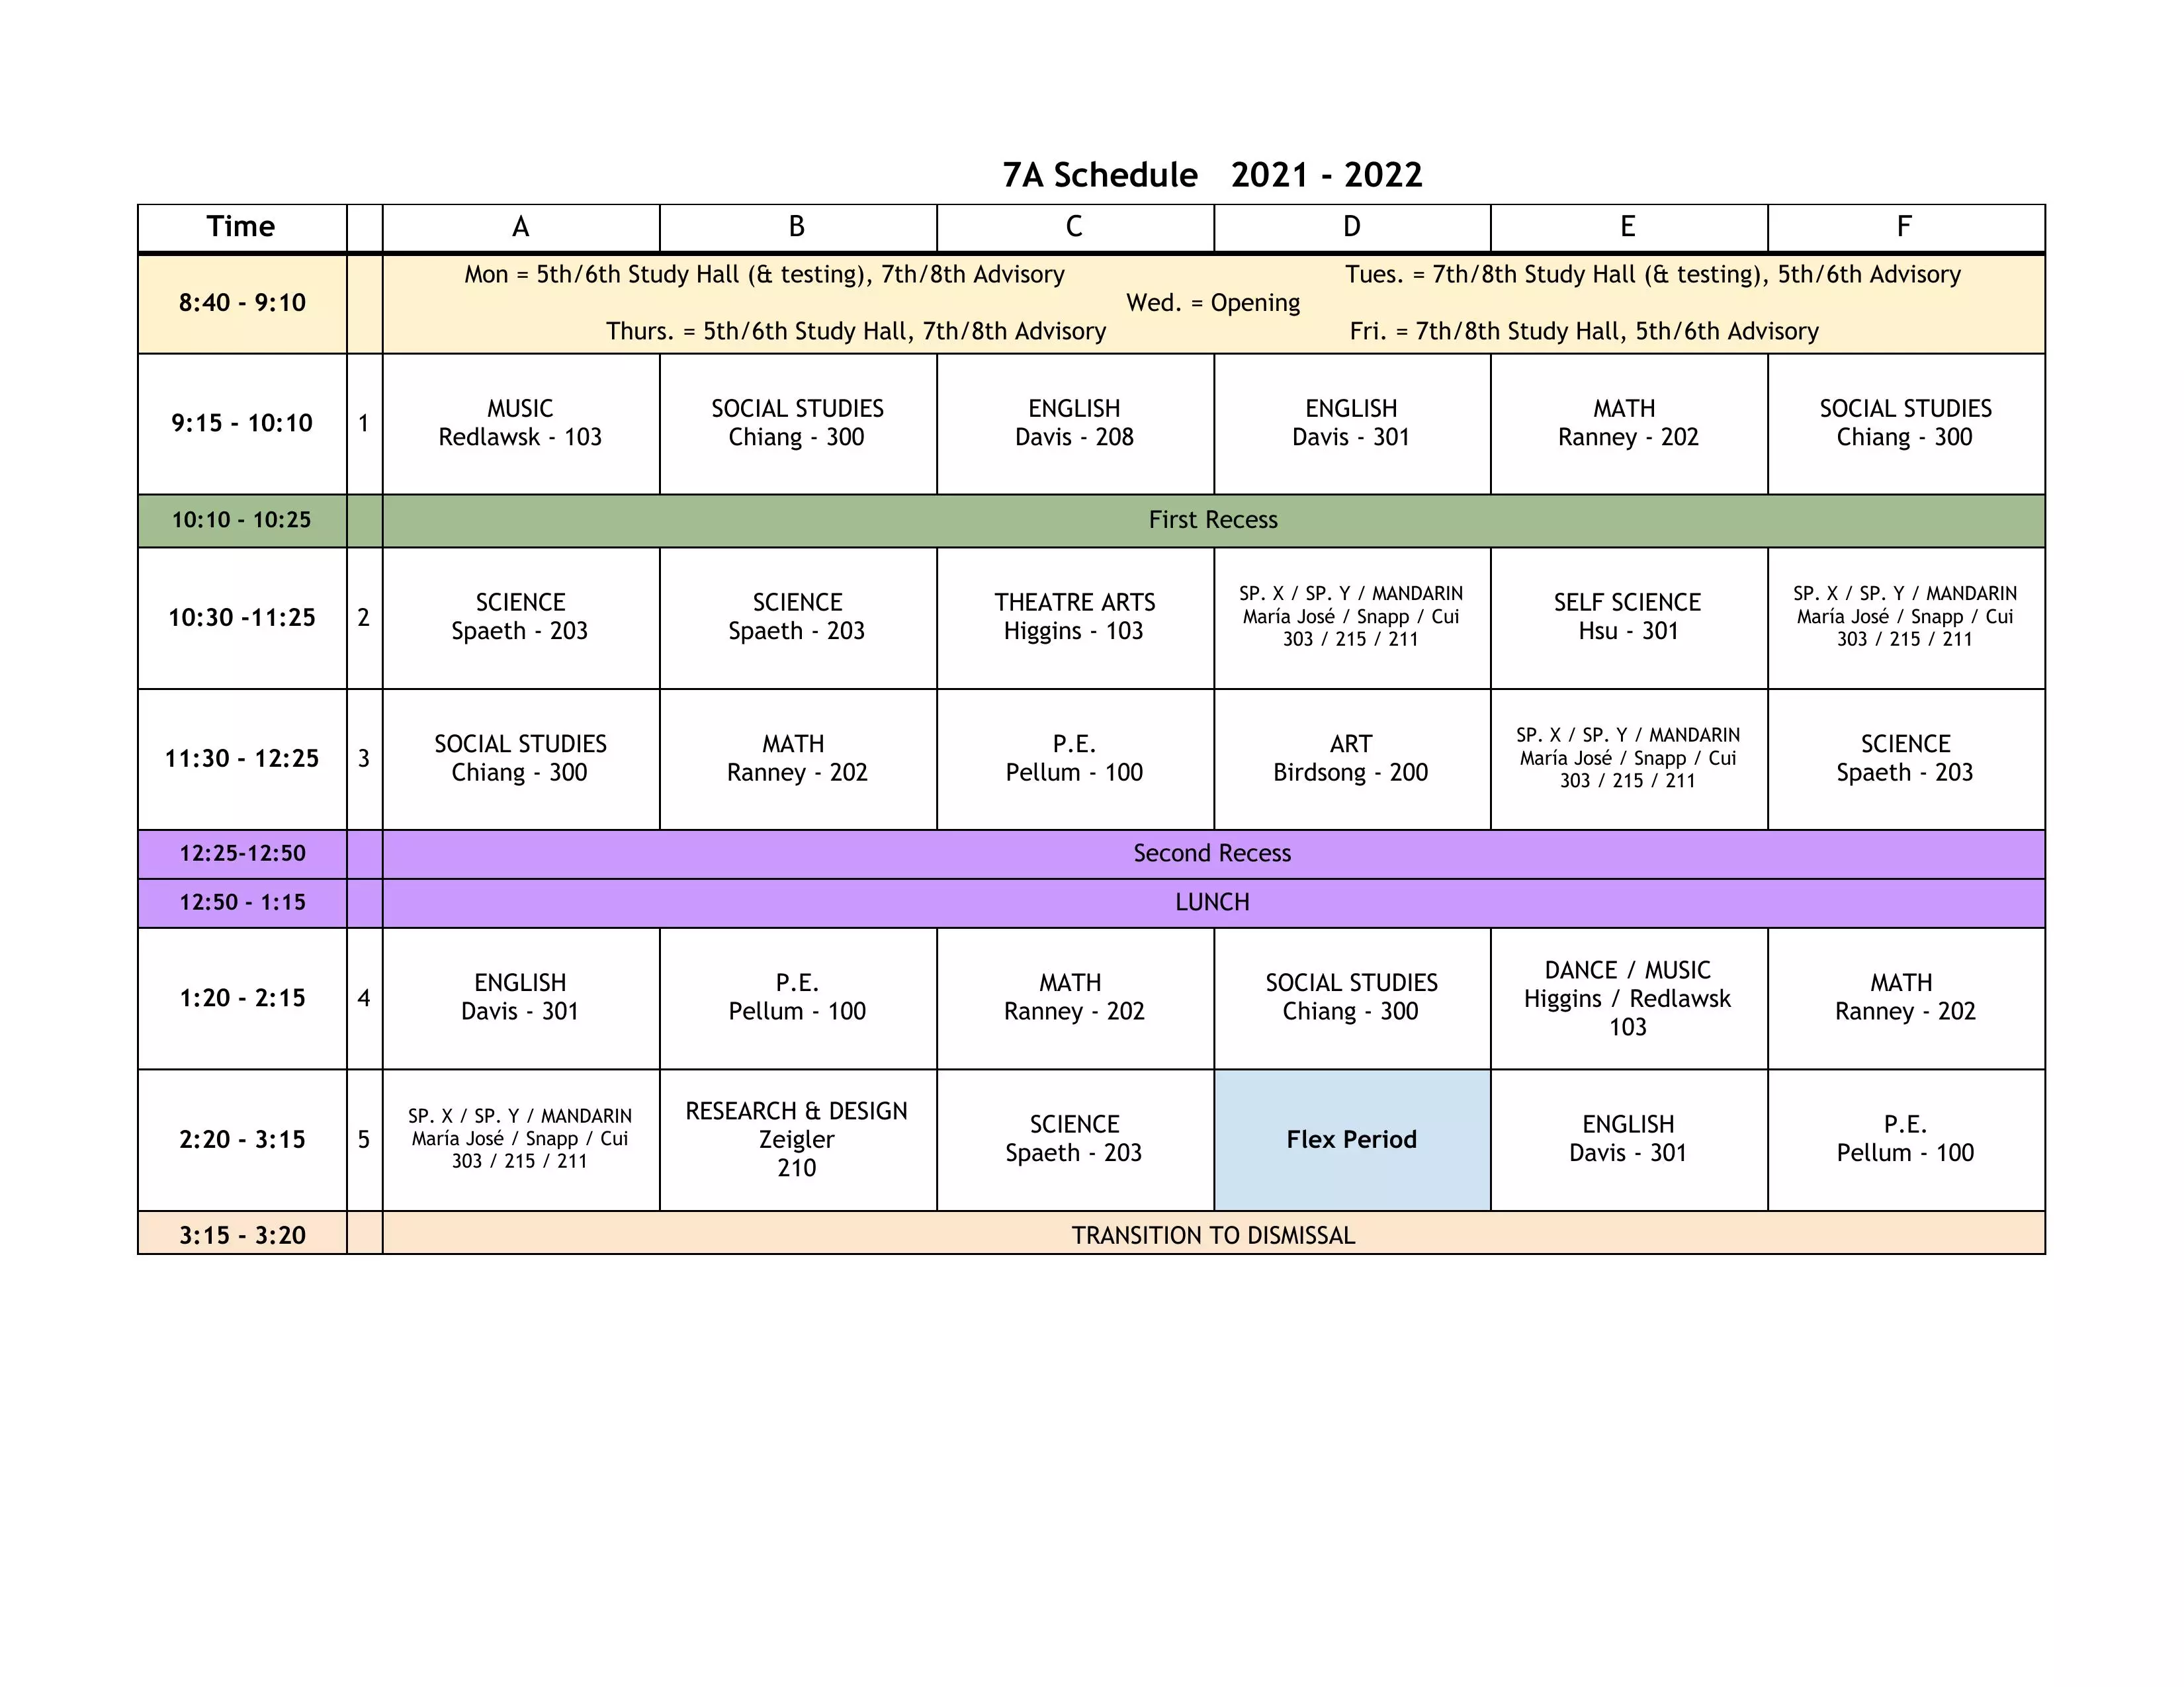 7A Schedule   2021 - 2022
Time A B C D E F
8:40 - 9:10
Mon = 5th/6th Study Hall (& testing), 7th/8th Advisory Tues. = 7th/8th Study Hall (& testing), 5th/6th Advisory
Wed. = Opening
Thurs. = 5th/6th Study Hall, 7th/8th Advisory Fri. = 7th/8th Study Hall, 5th/6th Advisory
9:15 - 10:10
1
MUSIC
Redlawsk - 103
SOCIAL STUDIES
Chiang - 300
ENGLISH
Davis - 208
ENGLISH
Davis - 301
MATH
Ranney - 202
SOCIAL STUDIES
Chiang - 300
10:10 - 10:25
First Recess
10:30 -11:25
2
SCIENCE
Spaeth - 203
SCIENCE
Spaeth - 203
THEATRE ARTS
Higgins - 103
SP. X / SP. Y / MANDARIN
María José / Snapp / Cui
303 / 215 / 211
SELF SCIENCE
Hsu - 301
SP. X / SP. Y / MANDARIN
María José / Snapp / Cui
303 / 215 / 211
11:30 - 12:25
3
SOCIAL STUDIES
Chiang - 300
MATH
Ranney - 202
P.E.
Pellum - 100
ART
Birdsong - 200
SP. X / SP. Y / MANDARIN
María José / Snapp / Cui
303 / 215 / 211
SCIENCE
Spaeth - 203
12:25-12:50
Second Recess
12:50 - 1:15
LUNCH
1:20 - 2:15
4
ENGLISH
Davis - 301
P.E.
Pellum - 100
MATH
Ranney - 202
SOCIAL STUDIES
Chiang - 300
DANCE / MUSIC
Higgins / Redlawsk
103
MATH
Ranney - 202
2:20 - 3:15
5
SP. X / SP. Y / MANDARIN
María José / Snapp / Cui
303 / 215 / 211
RESEARCH & DESIGN
Zeigler
210
SCIENCE
Spaeth - 203
Flex Period
ENGLISH
Davis - 301
P.E.
Pellum - 100
3:15 - 3:20
TRANSITION TO DISMISSAL